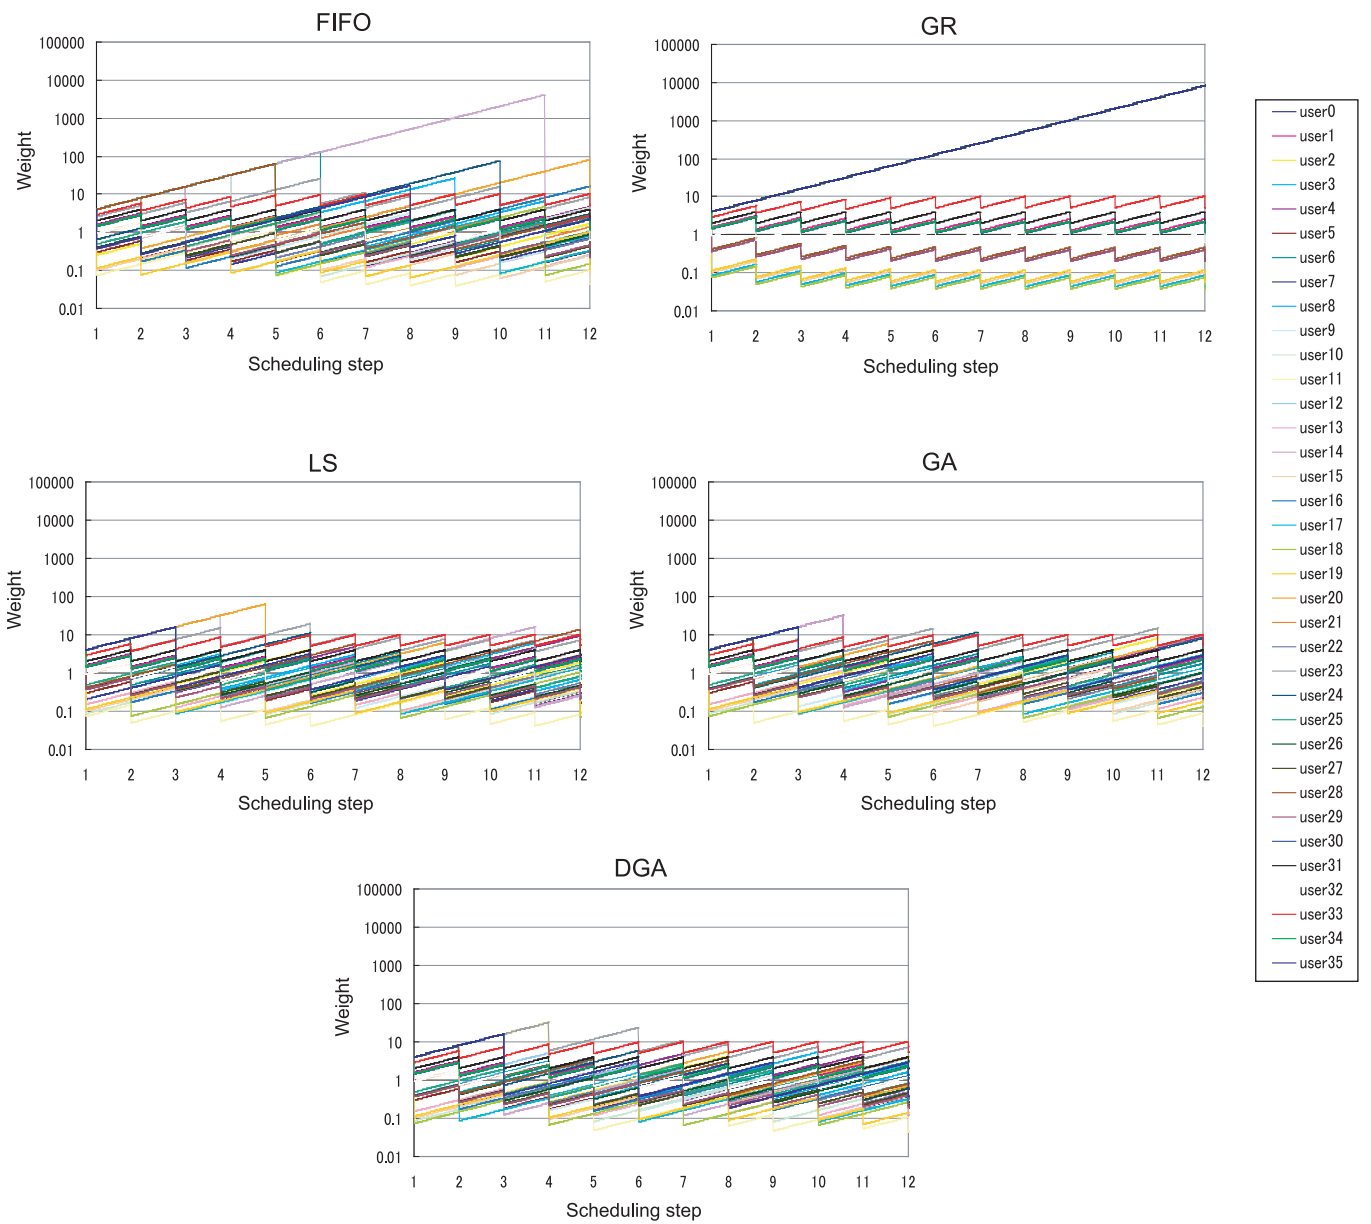 FIFO
100000
10000
1000
100
10
1
0.1
0.01
Weight
1 2 3 4 5 6 7 8 9 10 11 12
Scheduling step
GR
100000
10000
1000
100
10
1
0.1
0.01
Weight
1 2 3 4 5 6 7 8 9 10 11 12
Scheduling step
user0
user1
user2
user3
user4
user5
user6
user7
user8
user9
user10
user11
user12
user13
user14
user15
user16
user17
user18
user19
user20
user21
user22
user23
user24
user25
user26
user27
user28
user29
user30
user31
user32
user33
user34
user35
LS
100000
10000
1000
100
10
1
0.1
0.01
Weight
1 2 3 4 5 6 7 8 9 10 11 12
Scheduling step
GA
100000
10000
1000
100
10
1
0.1
0.01
Weight
1 2 3 4 5 6 7 8 9 10 11 12
Scheduling step
DGA
100000
10000
1000
100
10
1
0.1
0.01
Weight
1 2 3 4 5 6 7 8 9 10 11 12
Scheduling step